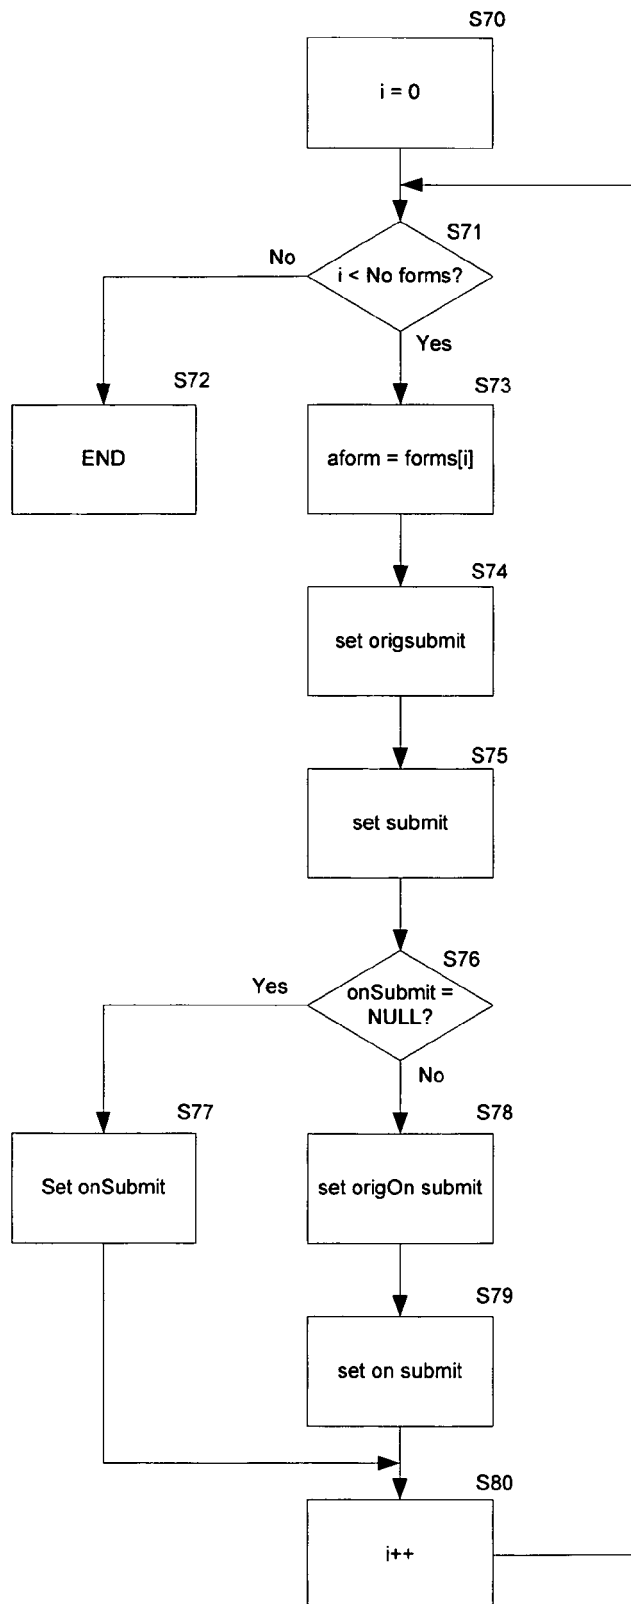 S70
i = 0
S71
No
i < No forms?
Yes
S72
S73
END
aform = forms[i]
S74
set origsubmit
S75
set submit
S76
Yes
onSubmit =
NULL?
No
S77
S78
Set onSubmit
set origOn submit
S79
set on submit
S80
i++